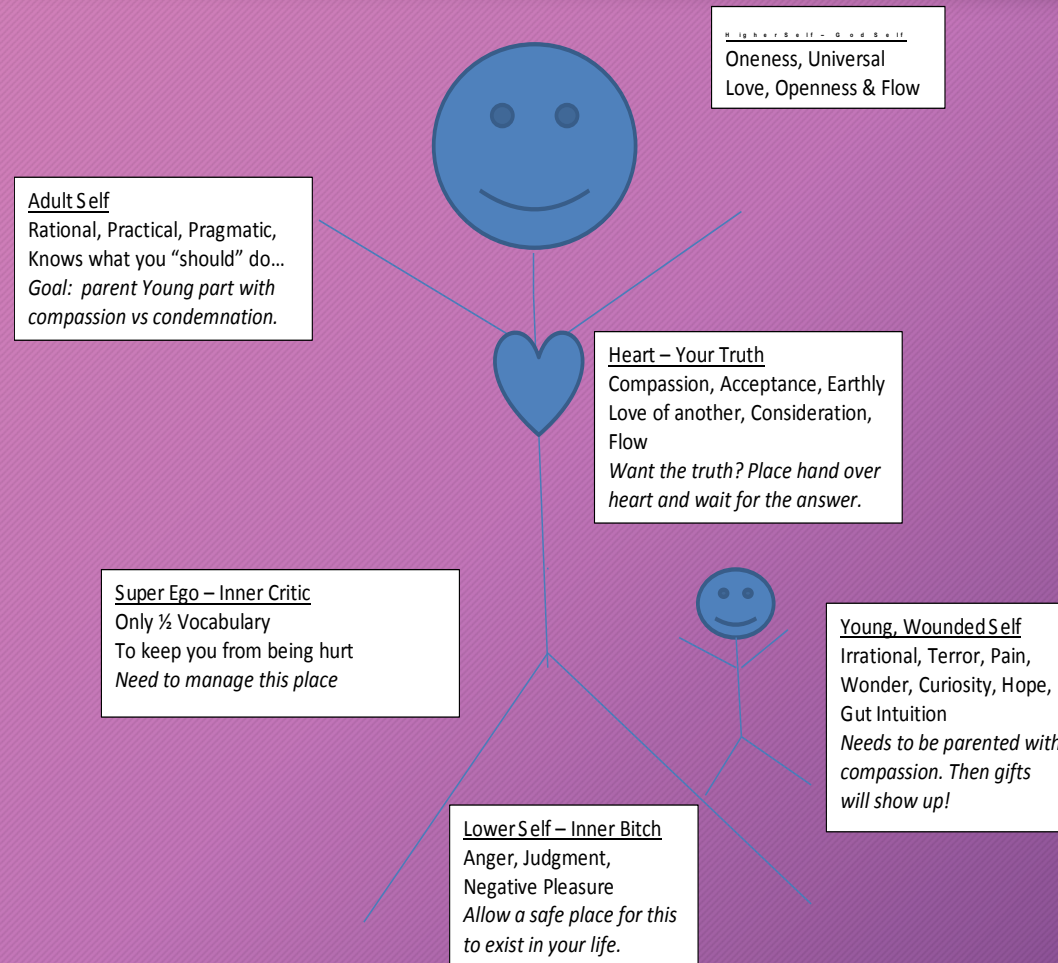 Higher Self – God Self
Oneness, Universal
Love, Openness & Flow
Adult Self
Rational, Practical, Pragmatic,
Knows what you “should” do…
Goal:  parent Young part with
compassion vs condemnation.
Heart – Your Truth
Compassion, Acceptance, Earthly
Love of another, Consideration,
Flow
Want the truth? Place hand over
heart and wait for the answer.
Super Ego – Inner Critic
Only ½ Vocabulary
To keep you from being hurt
Need to manage this place
Young, Wounded Self
Irrational, Terror, Pain,
Wonder, Curiosity, Hope,
Gut Intuition
Needs to be parented with
compassion. Then gifts
will show up!
Lower Self – Inner Bitch
Anger, Judgment,
Negative Pleasure
Allow a safe place for this
to exist in your life.